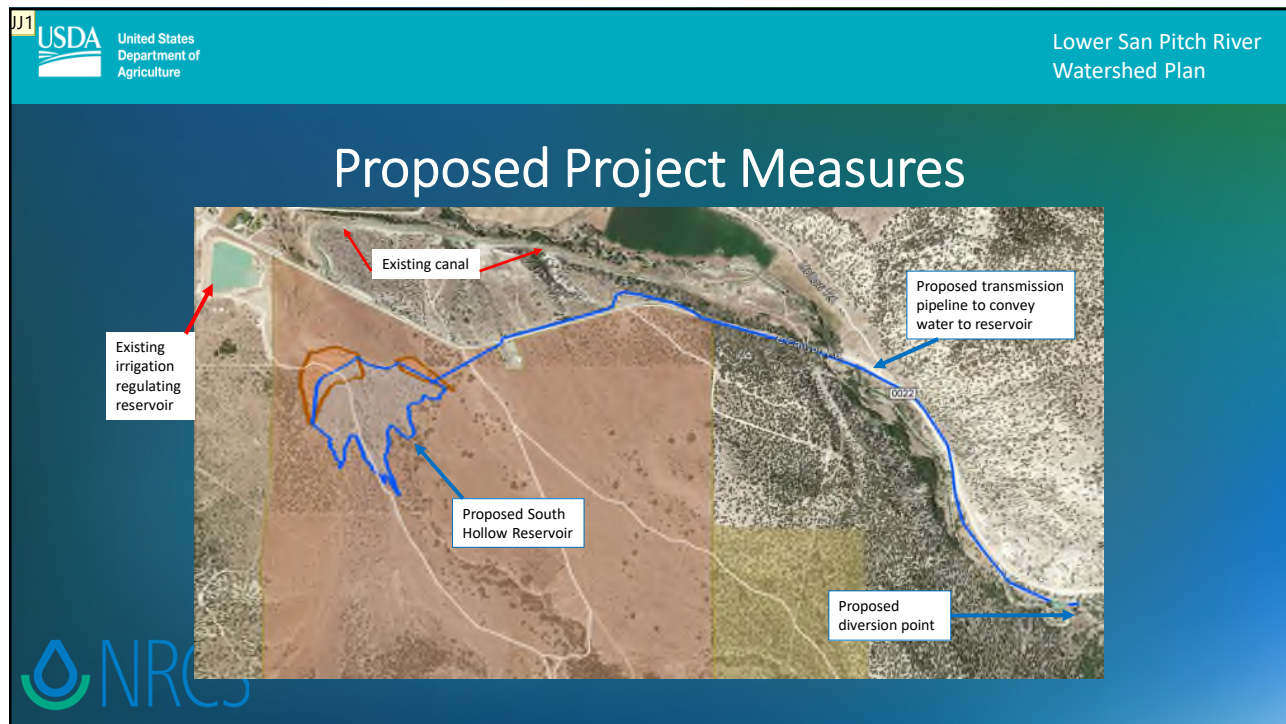 JJ1
USDA
United States
Department of
Agriculture
Lower San Pitch River
Watershed Plan
Proposed Project Measures
Existing canal
Proposed transmission
pipeline to convey
water to reservoir
Existing
irrigation
regulating
reservoir
0022
Proposed South
Hollow Reservoir
Proposed
diversion point
NRCS